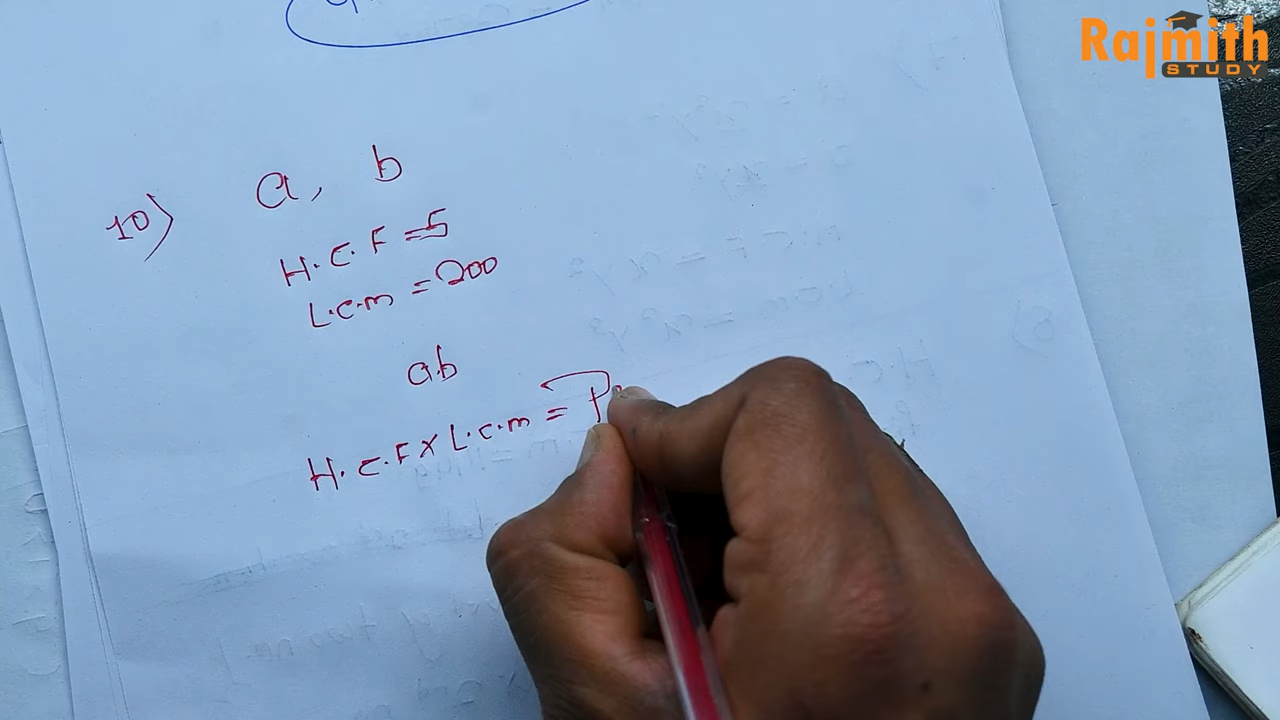 Rajmith
STUDY
10) a, b
H.C.F = 5
L.C.M = 200
ab
H.C.F X L.C.M = P